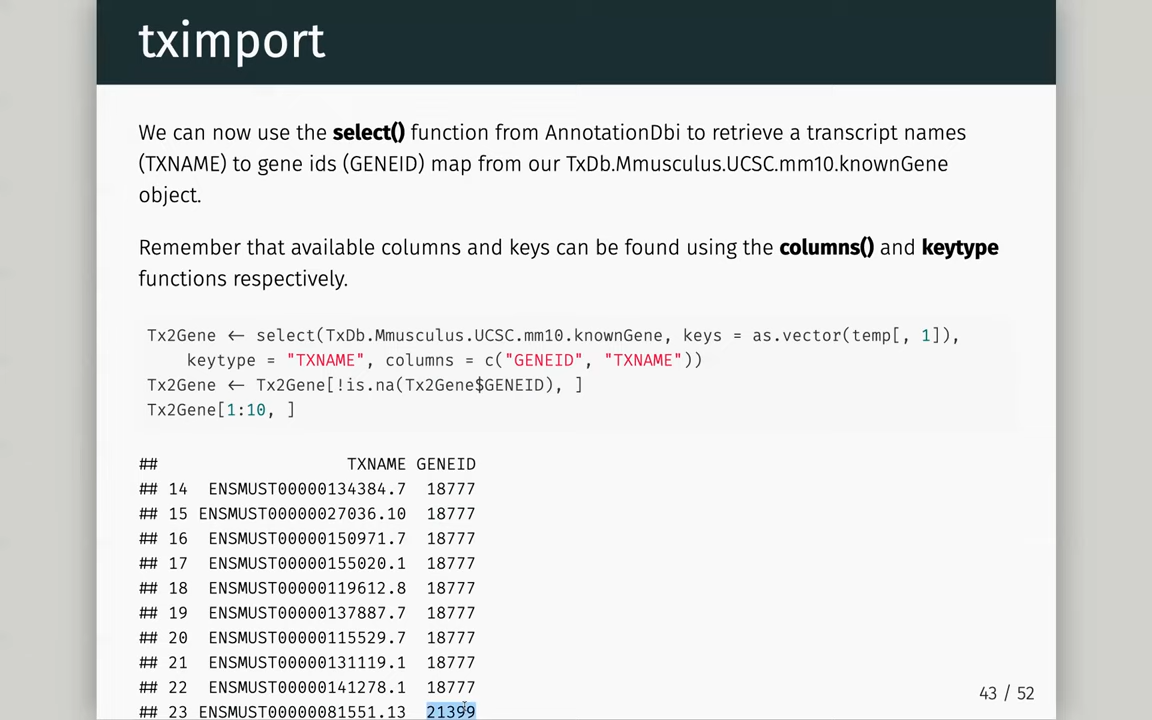 tximport
We can now use the select() function from AnnotationDbi to retrieve a transcript names
(TXNAME) to gene ids (GENEID) map from our TxDb.Mmusculus.UCSC.mm10.knownGene
object.
Remember that available columns and keys can be found using the columns() and keytype
functions respectively.
Tx2Gene ← select(TxDb.Mmusculus.UCSC.mm10.knownGene, keys = as.vector(temp[, 1]),
keytype = "TXNAME", columns = c("GENEID", "TXNAME"))
Tx2Gene ← Tx2Gene[!is.na(Tx2Gene$GENEID), ]
Tx2Gene[1:10, ]
## TXNAME GENEID
## 14 ENSMUST00000134384.7 18777
## 15 ENSMUST00000027036.10 18777
## 16 ENSMUST00000150971.7 18777
## 17 ENSMUST00000155020.1 18777
## 18 ENSMUST00000119612.8 18777
## 19 ENSMUST00000137887.7 18777
## 20 ENSMUST00000115529.7 18777
## 21 ENSMUST00000131119.1 18777
## 22 ENSMUST00000141278.1 18777
## 23 ENSMUST00000081551.13 21399
43 / 52